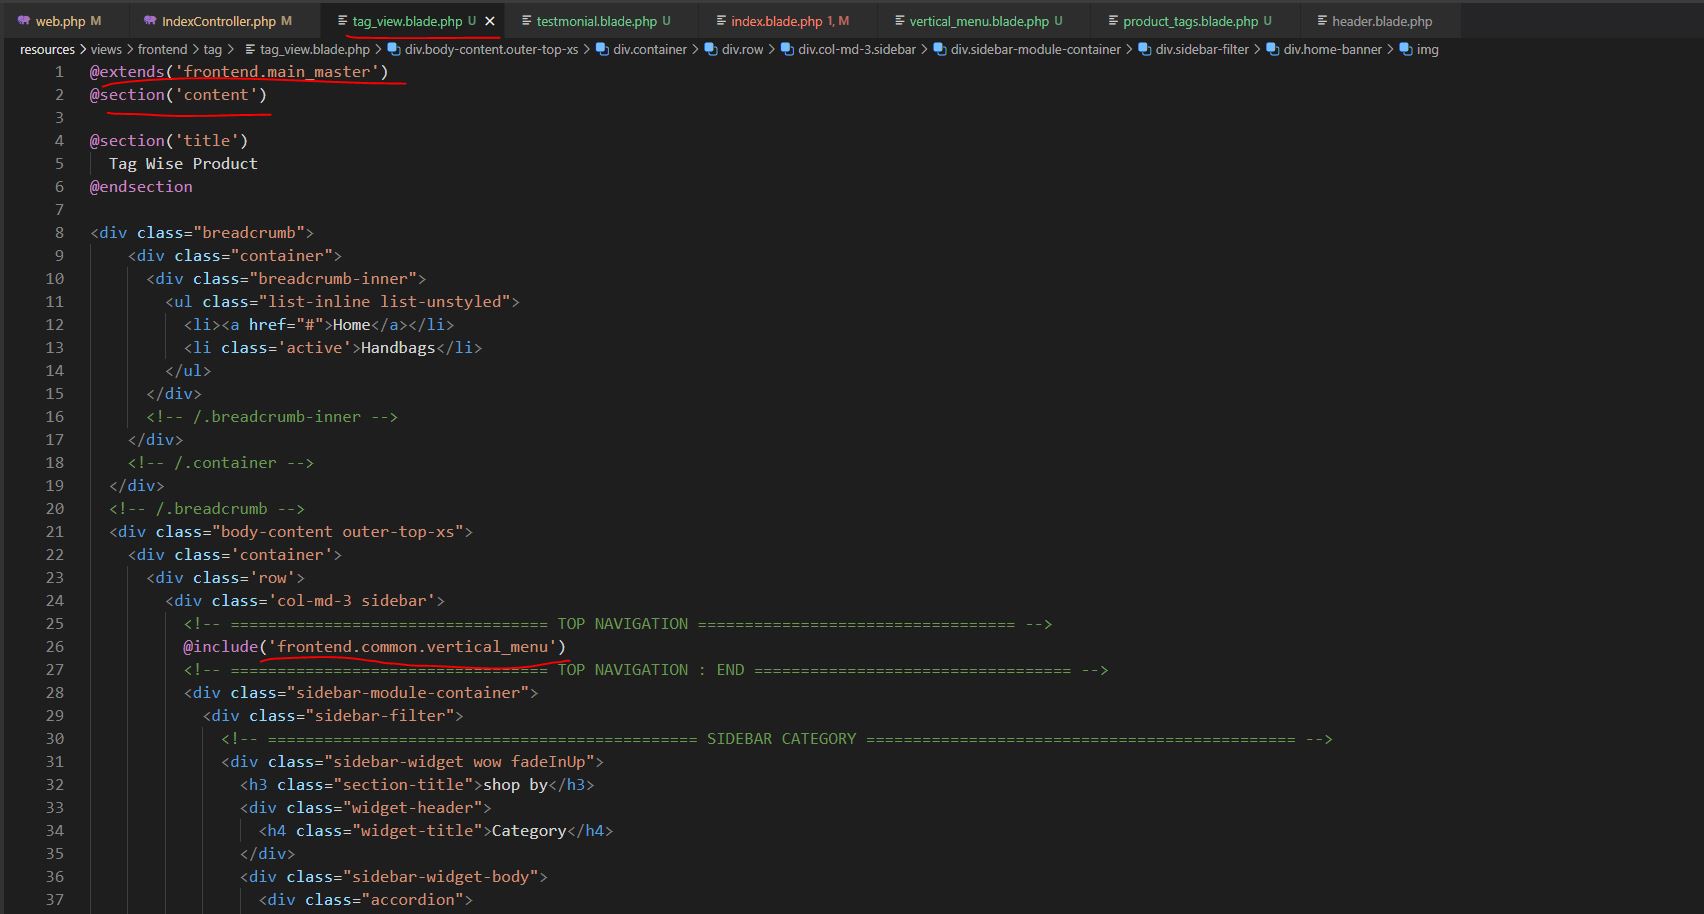 web.php M IndexController.php M tag_view.blade.php U × testmonial.blade.php U index.blade.php 1, M vertical_menu.blade.php U product_tags.blade.php U header.blade.php
resources > views > frontend > tag > tag_view.blade.php > div.body-content.outer-top-xs > div.container > div.row > div.col-md-3.sidebar > div.sidebar-module-container > div.sidebar-filter > div.home-banner > img
1 @extends('frontend.main_master')
2 @section('content')
3
4 @section('title')
5 Tag Wise Product
6 @endsection
7
8 <div class="breadcrumb">
9 <div class="container">
10 <div class="breadcrumb-inner">
11 <ul class="list-inline list-unstyled">
12 <li><a href="#">Home</a></li>
13 <li class='active'>Handbags</li>
14 </ul>
15 </div>
16 <!-- /.breadcrumb-inner -->
17 </div>
18 <!-- /.container -->
19 </div>
20 <!-- /.breadcrumb -->
21 <div class="body-content outer-top-xs">
22 <div class='container'>
23 <div class='row'>
24 <div class='col-md-3 sidebar'>
25 <!-- ================================== TOP NAVIGATION ================================== -->
26 @include('frontend.common.vertical_menu')
27 <!-- ================================== TOP NAVIGATION : END ================================== -->
28 <div class="sidebar-module-container">
29 <div class="sidebar-filter">
30 <!-- ============================================== SIDEBAR CATEGORY ============================================== -->
31 <div class="sidebar-widget wow fadeInUp">
32 <h3 class="section-title">shop by</h3>
33 <div class="widget-header">
34 <h4 class="widget-title">Category</h4>
35 </div>
36 <div class="sidebar-widget-body">
37 <div class="accordion">